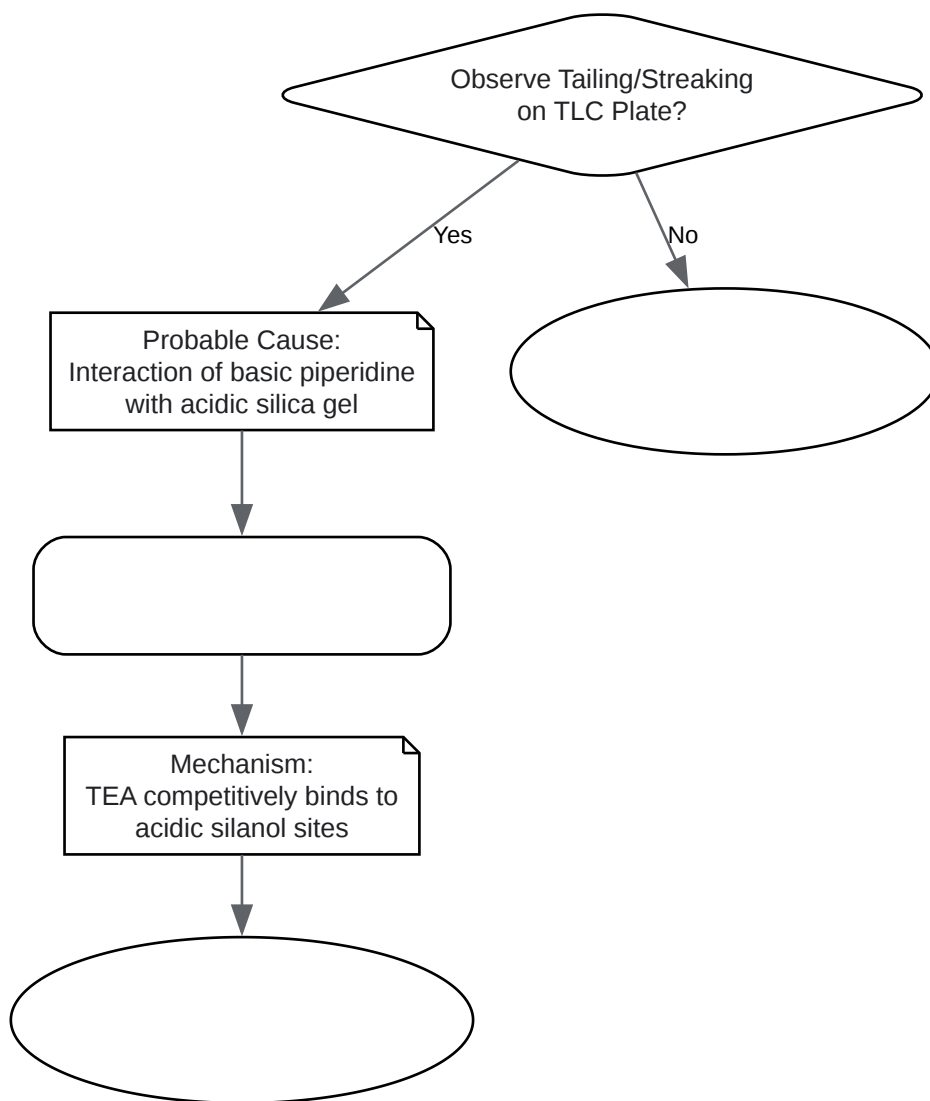 Observe Tailing/Streaking
on TLC Plate?
Yes
No
Probable Cause:
Interaction of basic piperidine
with acidic silica gel
Mechanism:
TEA competitively binds to
acidic silanol sites